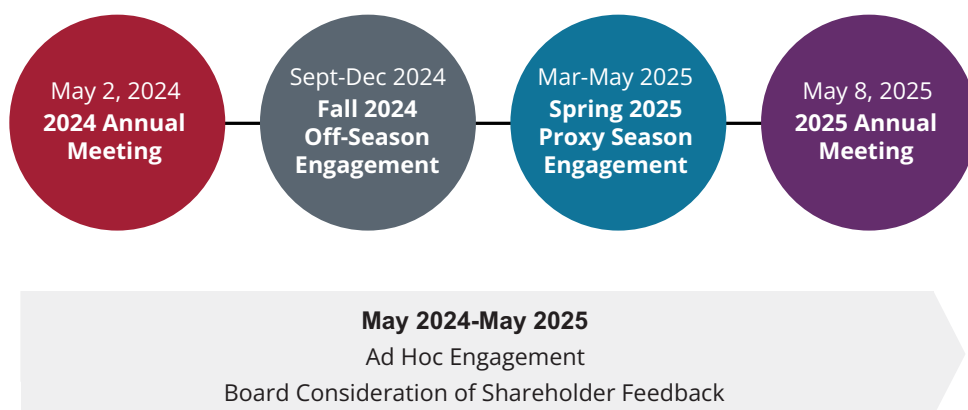 May 2, 2024
2024 Annual
Meeting
Sept-Dec 2024
Fall 2024
Off-Season
Engagement
Mar-May 2025
Spring 2025
Proxy Season
Engagement
May 8, 2025
2025 Annual
Meeting
May 2024-May 2025
Ad Hoc Engagement
Board Consideration of Shareholder Feedback